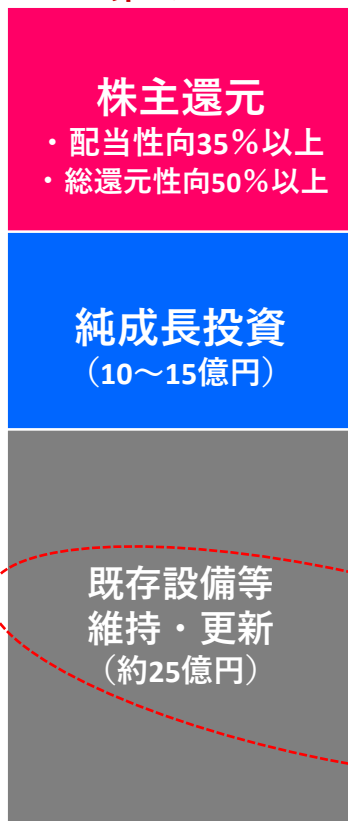 株主還元
・配当性向35％以上
・総還元性向50％以上
純成長投資
（10～15億円）
既存設備等
維持・更新
（約25億円）